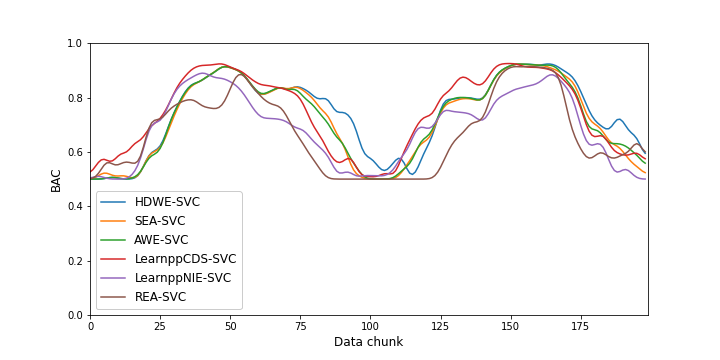 1.0
0.8
0.6
0.4
0.2
0.0
BAC
HDWE-SVC
SEA-SVC
AWE-SVC
LearnppCDS-SVC
LearnppNIE-SVC
REA-SVC
0 25 50 75 100 125 150 175
Data chunk